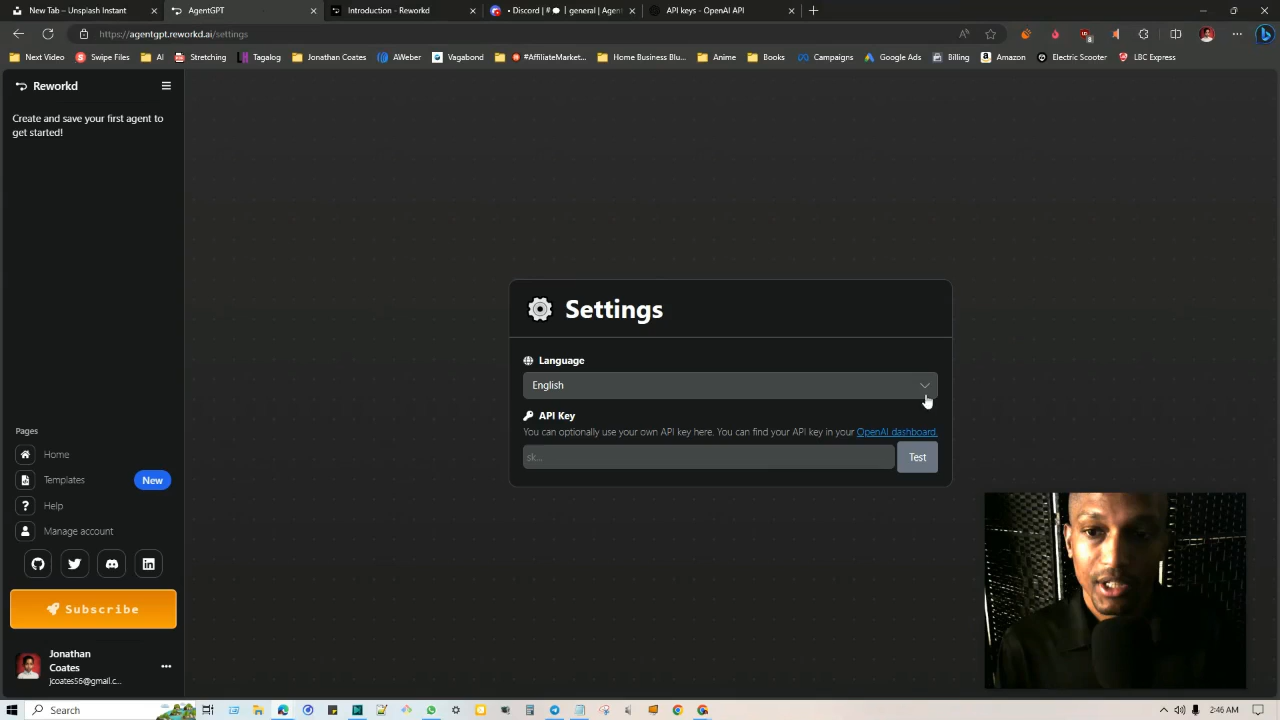 New Tab – Unsplash Instant
AgentGPT
Introduction - Reworkd
• Discord | # | general | Agen
API keys - OpenAI API
https://agentgpt.reworkd.ai/settings
Next Video
Swipe Files
AI
Stretching
Tagalog
Jonathan Coates
AWeber
Vagabond
#AffiliateMarket...
Home Business Blu...
Anime
Books
Campaigns
Google Ads
Billing
Amazon
Electric Scooter
LBC Express
Reworkd
Create and save your first agent to
get started!
Settings
Language
English
API Key
You can optionally use your own API key here. You can find your API key in your OpenAI dashboard.
sk...
Test
Pages
Home
Templates
New
Help
Manage account
Subscribe
Jonathan
Coates
jcoates56@gmail.c...
Search
2:46 AM